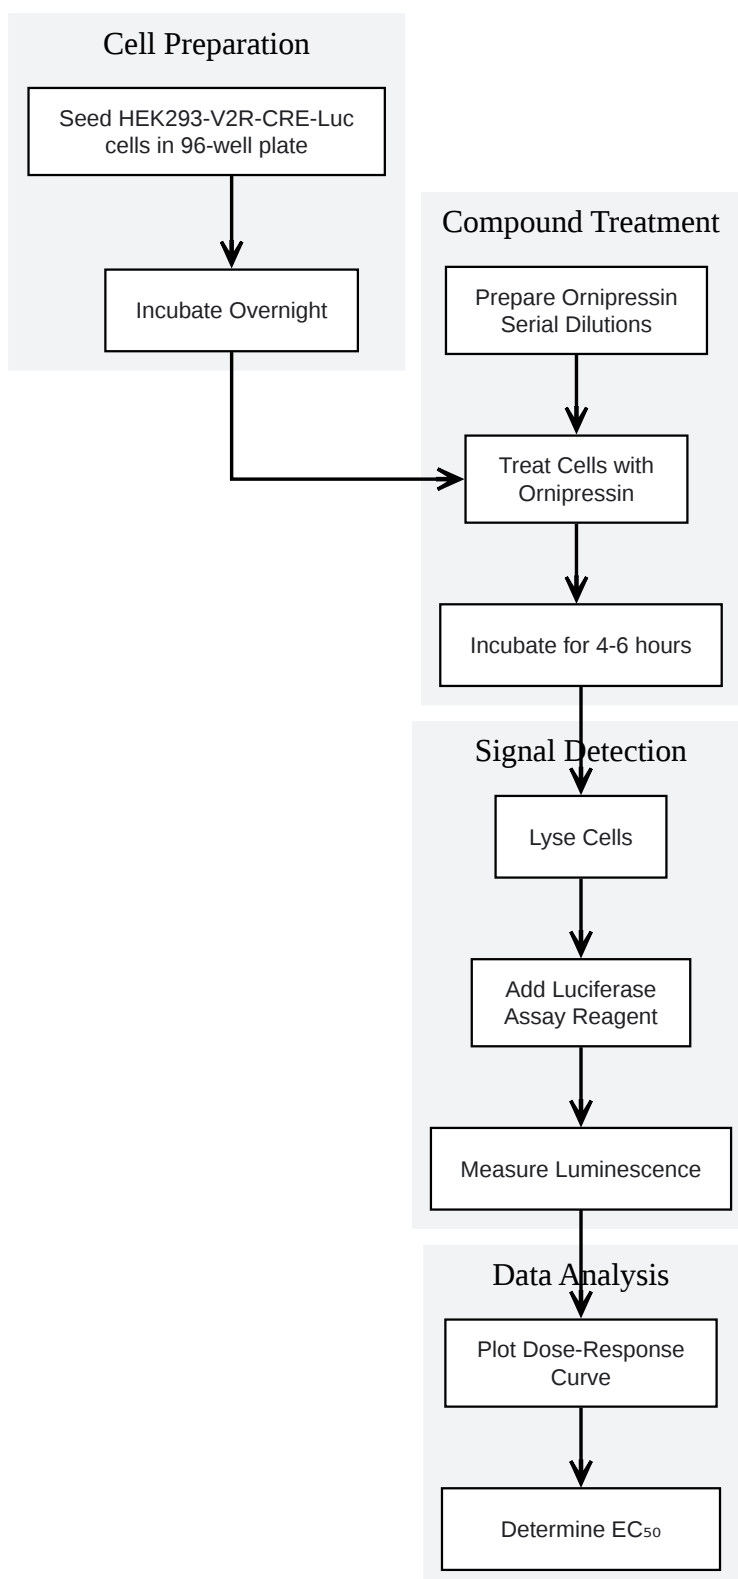 Cell Preparation
Seed HEK293-V2R-CRE-Luc
cells in 96-well plate
Incubate Overnight
Compound Treatment
Prepare Ornipressin
Serial Dilutions
Treat Cells with
Ornipressin
Incubate for 4-6 hours
Signal Detection
Lyse Cells
Add Luciferase
Assay Reagent
Measure Luminescence
Data Analysis
Plot Dose-Response
Curve
Determine EC₅₀